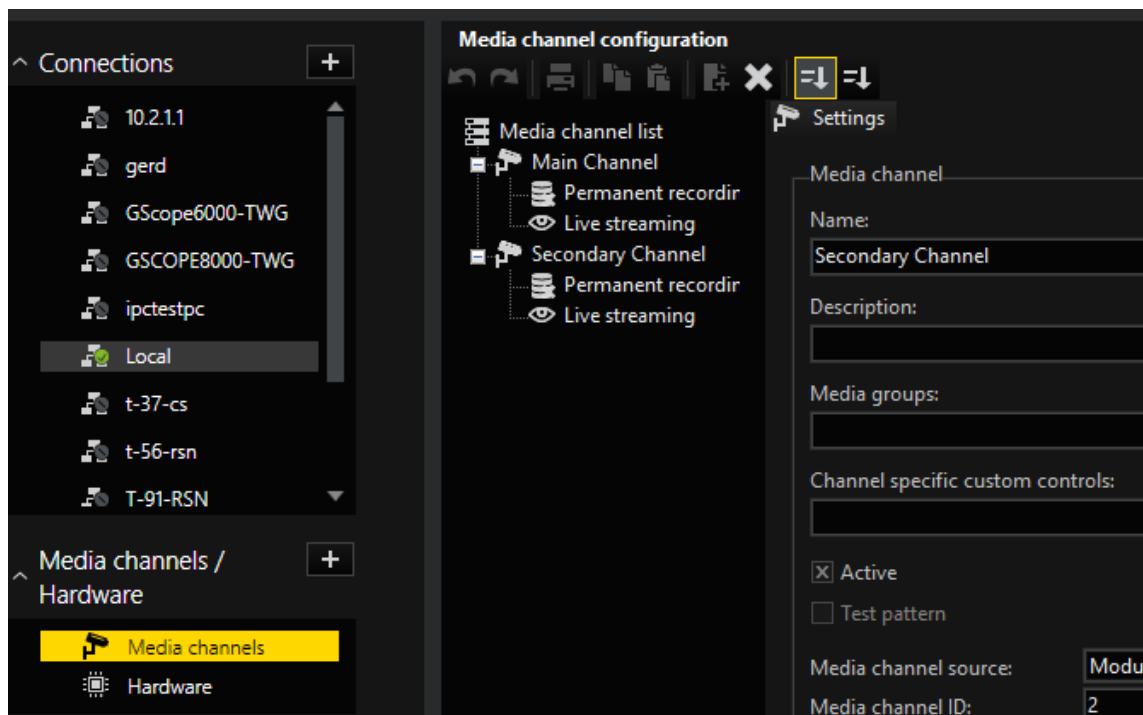 Connections
+
10.2.1.1
gerd
GScope6000-TWG
GSCOPE8000-TWG
ipctestpc
Local
t-37-cs
t-56-rsn
T-91-RSN
Media channels /
Hardware
+
Media channels
Hardware
Media channel configuration
Media channel list
Main Channel
Permanent recordin
Live streaming
Secondary Channel
Permanent recordin
Live streaming
Settings
Media channel
Name:
Secondary Channel
Description:
Media groups:
Channel specific custom controls:
Active
Test pattern
Media channel source:
Modu
Media channel ID:
2